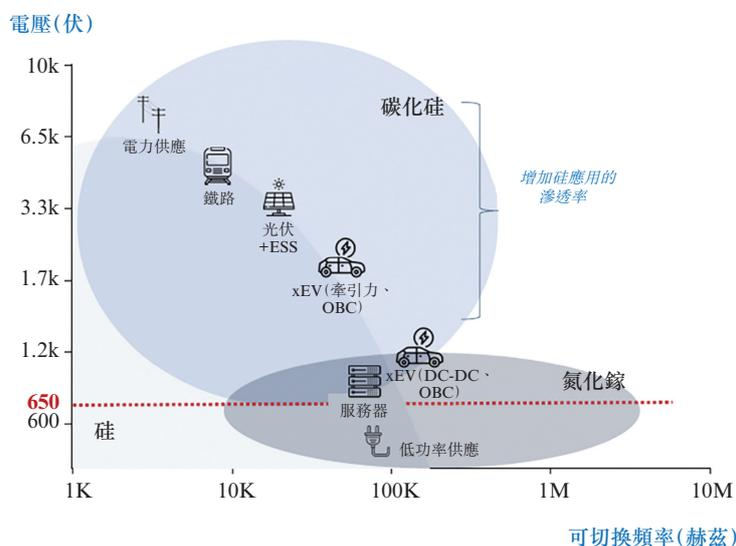 電壓(伏)
10k
6.5k
3.3k
1.7k
1.2k
650
600
碳化硅
電力供應
鐵路
光伏
+ESS
xEV(牽引力、
OBC)
增加硅應用的
滲透率
xEV(DC-DC、
OBC)
氮化鎵
服務器
硅
低功率供應
1K
10K
100K
1M
10M
可切換頻率(赫茲)